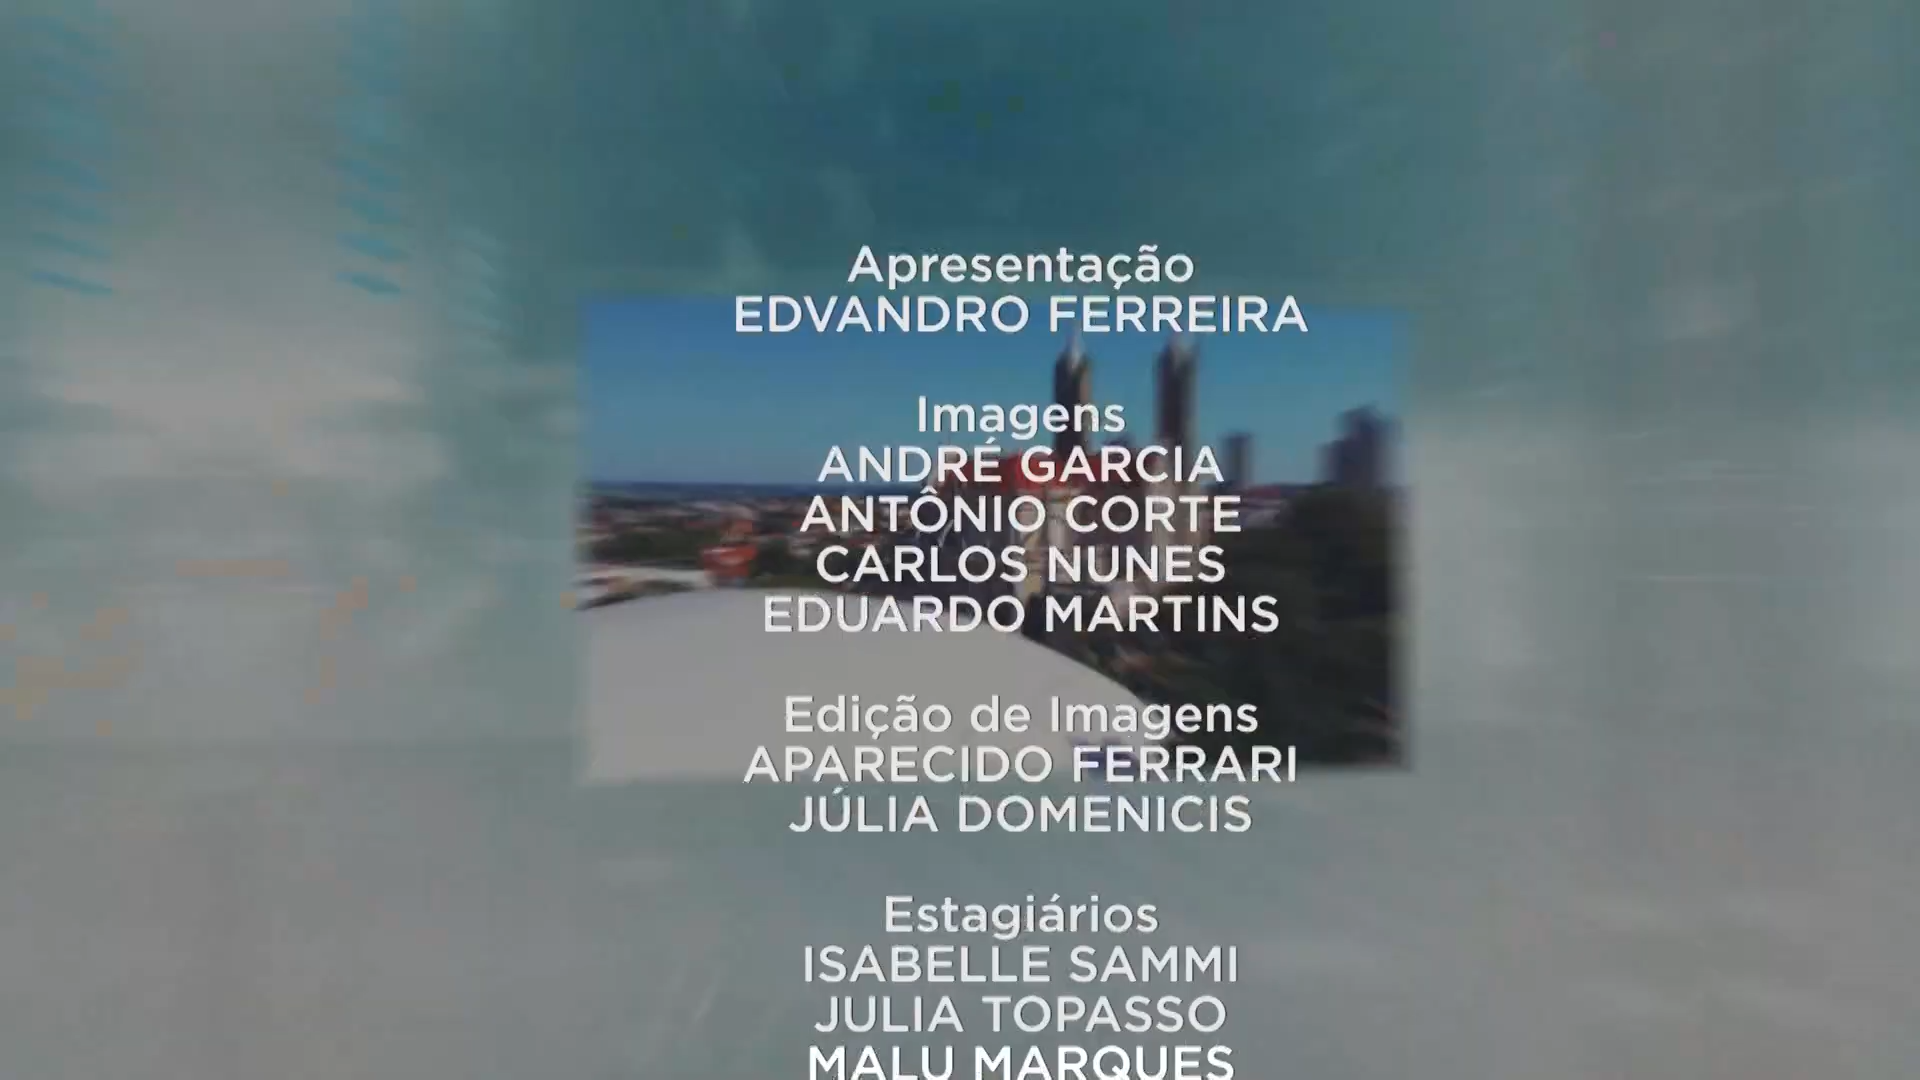 Apresentação
EDVANDRO FERREIRA
Imagens
ANDRÉ GARCIA
ANTÔNIO CORTE
CARLOS NUNES
EDUARDO MARTINS
Edição de Imagens
APARECIDO FERRARI
JÚLIA DOMENICIS
Estagiários
ISABELLE SAMMI
JULIA TOPASSO
MALU MARQUES